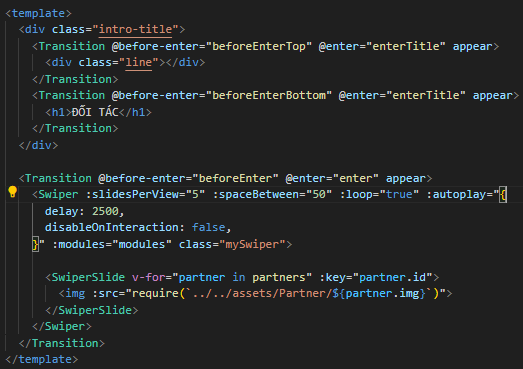 <template>
  <div class="intro-title">
    <Transition @before-enter="beforeEnterTop" @enter="enterTitle" appear>
      <div class="line"></div>
    </Transition>
    <Transition @before-enter="beforeEnterBottom" @enter="enterTitle" appear>
      <h1>ĐỐI TÁC</h1>
    </Transition>
  </div>

  <Transition @before-enter="beforeEnter" @enter="enter" appear>
    <Swiper :slidesPerView="5" :spaceBetween="50" :loop="true" :autoplay="{
      delay: 2500,
      disableOnInteraction: false,
    }" :modules="modules" class="mySwiper">

      <SwiperSlide v-for="partner in partners" :key="partner.id">
        <img :src="require(`../../assets/Partner/${partner.img}`)">
      </SwiperSlide>
    </Swiper>
  </Transition>
</template>